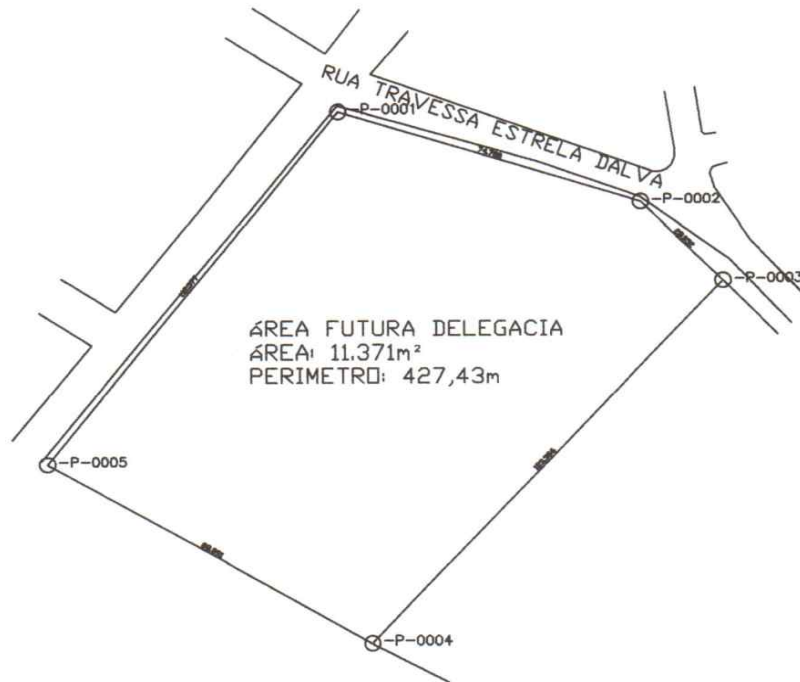 RUA TRAVESSA ESTRELA DALVA
-P-0001
-P-0002
-P-0003
ÁREA FUTURA DELEGACIA
ÁREA: 11.371m²
PERIMETRO: 427,43m
-P-0005
-P-0004